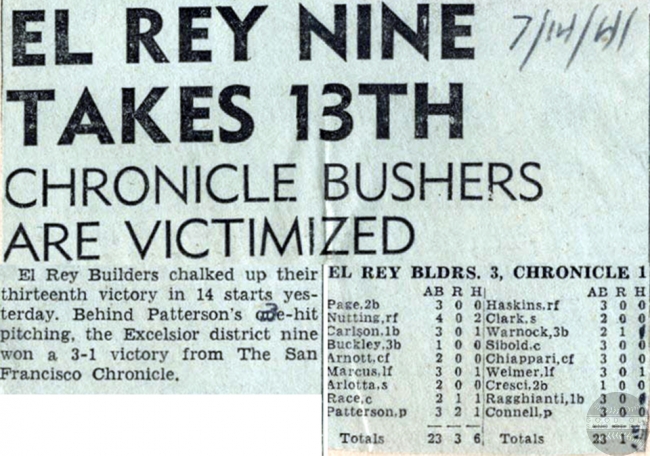 EL REY NINE
TAKES 13TH
7/14/41
CHRONICLE BUSHERS
ARE VICTIMIZED
El Rey Builders chalked up their
thirteenth victory in 14 starts yes-
terday. Behind Patterson's 3-hit
pitching, the Excelsior district nine
won a 3-1 victory from The San
Francisco Chronicle.
EL REY BLDRS. 3, CHRONICLE 1
AB R H AB R H
Page,2b 3 0 0 Haskins,rf 3 0 0
Nutting,rf 4 0 2 Clark,s 2 0 0
Carlson,1b 3 0 1 Warnock,3b 2 1
Buckley,3b 1 0 0 Sibold,c 3 0 0
Arnott,cf 2 0 0 Chiappari,cf 3 0 0
Marcus,lf 3 0 1 Welmer,lf 3 0 1
Arlotta,s 2 0 0 Cresci,2b 1 0 0
Race,c 2 1 1 Ragghianti,1b 3 0
Patterson,p 3 2 1 Connell,p 3 0
Totals 23 3 6 Totals 23 1